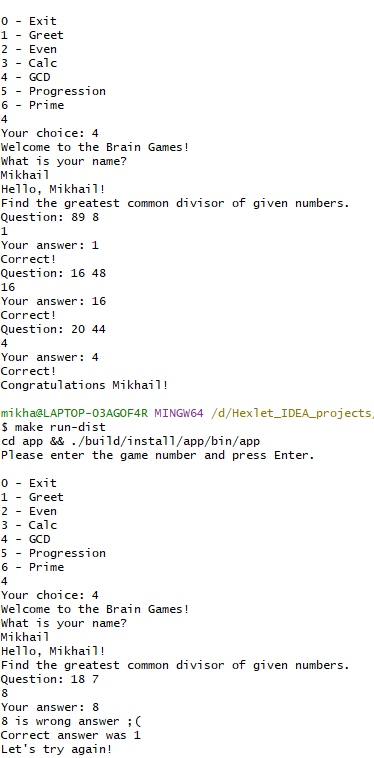 0 - Exit
1 - Greet
2 - Even
3 - Calc
4 - GCD
5 - Progression
6 - Prime
4
Your choice: 4
Welcome to the Brain Games!
What is your name?
Mikhail
Hello, Mikhail!
Find the greatest common divisor of given numbers.
Question: 89 8
1
Your answer: 1
Correct!
Question: 16 48
16
Your answer: 16
Correct!
Question: 20 44
4
Your answer: 4
Correct!
Congratulations Mikhail!
mikha@LAPTOP-O3AGOF4R MINGW64 /d/Hexlet_IDEA_projects,
$ make run-dist
cd app && ./build/install/app/bin/app
Please enter the game number and press Enter.
0 - Exit
1 - Greet
2 - Even
3 - Calc
4 - GCD
5 - Progression
6 - Prime
4
Your choice: 4
Welcome to the Brain Games!
What is your name?
Mikhail
Hello, Mikhail!
Find the greatest common divisor of given numbers.
Question: 18 7
8
Your answer: 8
8 is wrong answer ;(
Correct answer was 1
Let's try again!